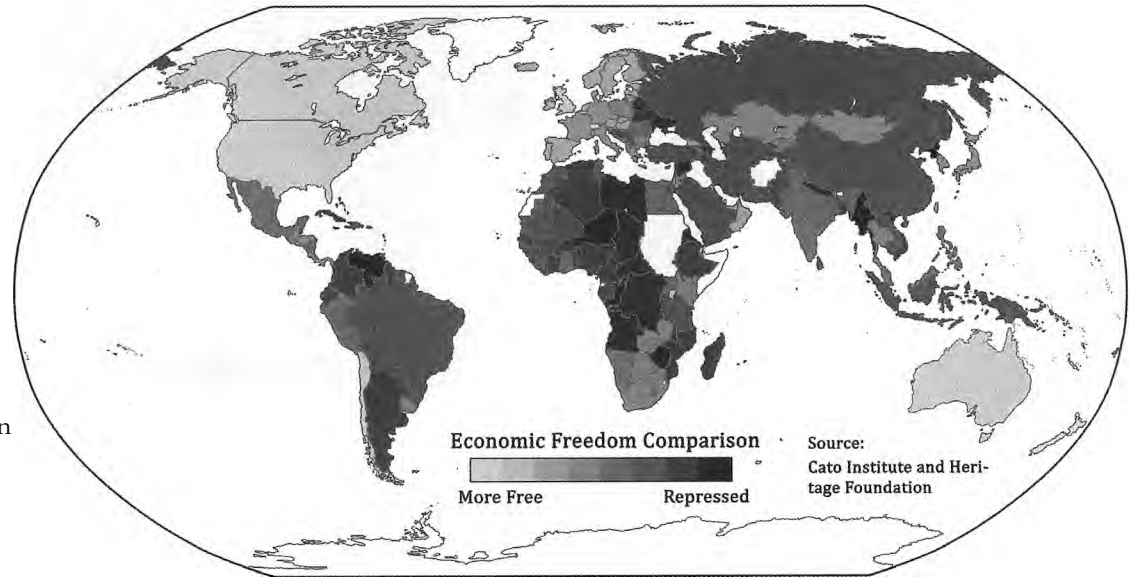 n
Economic Freedom Comparison
More Free
Repressed
Source:
Cato Institute and Heri-
tage Foundation